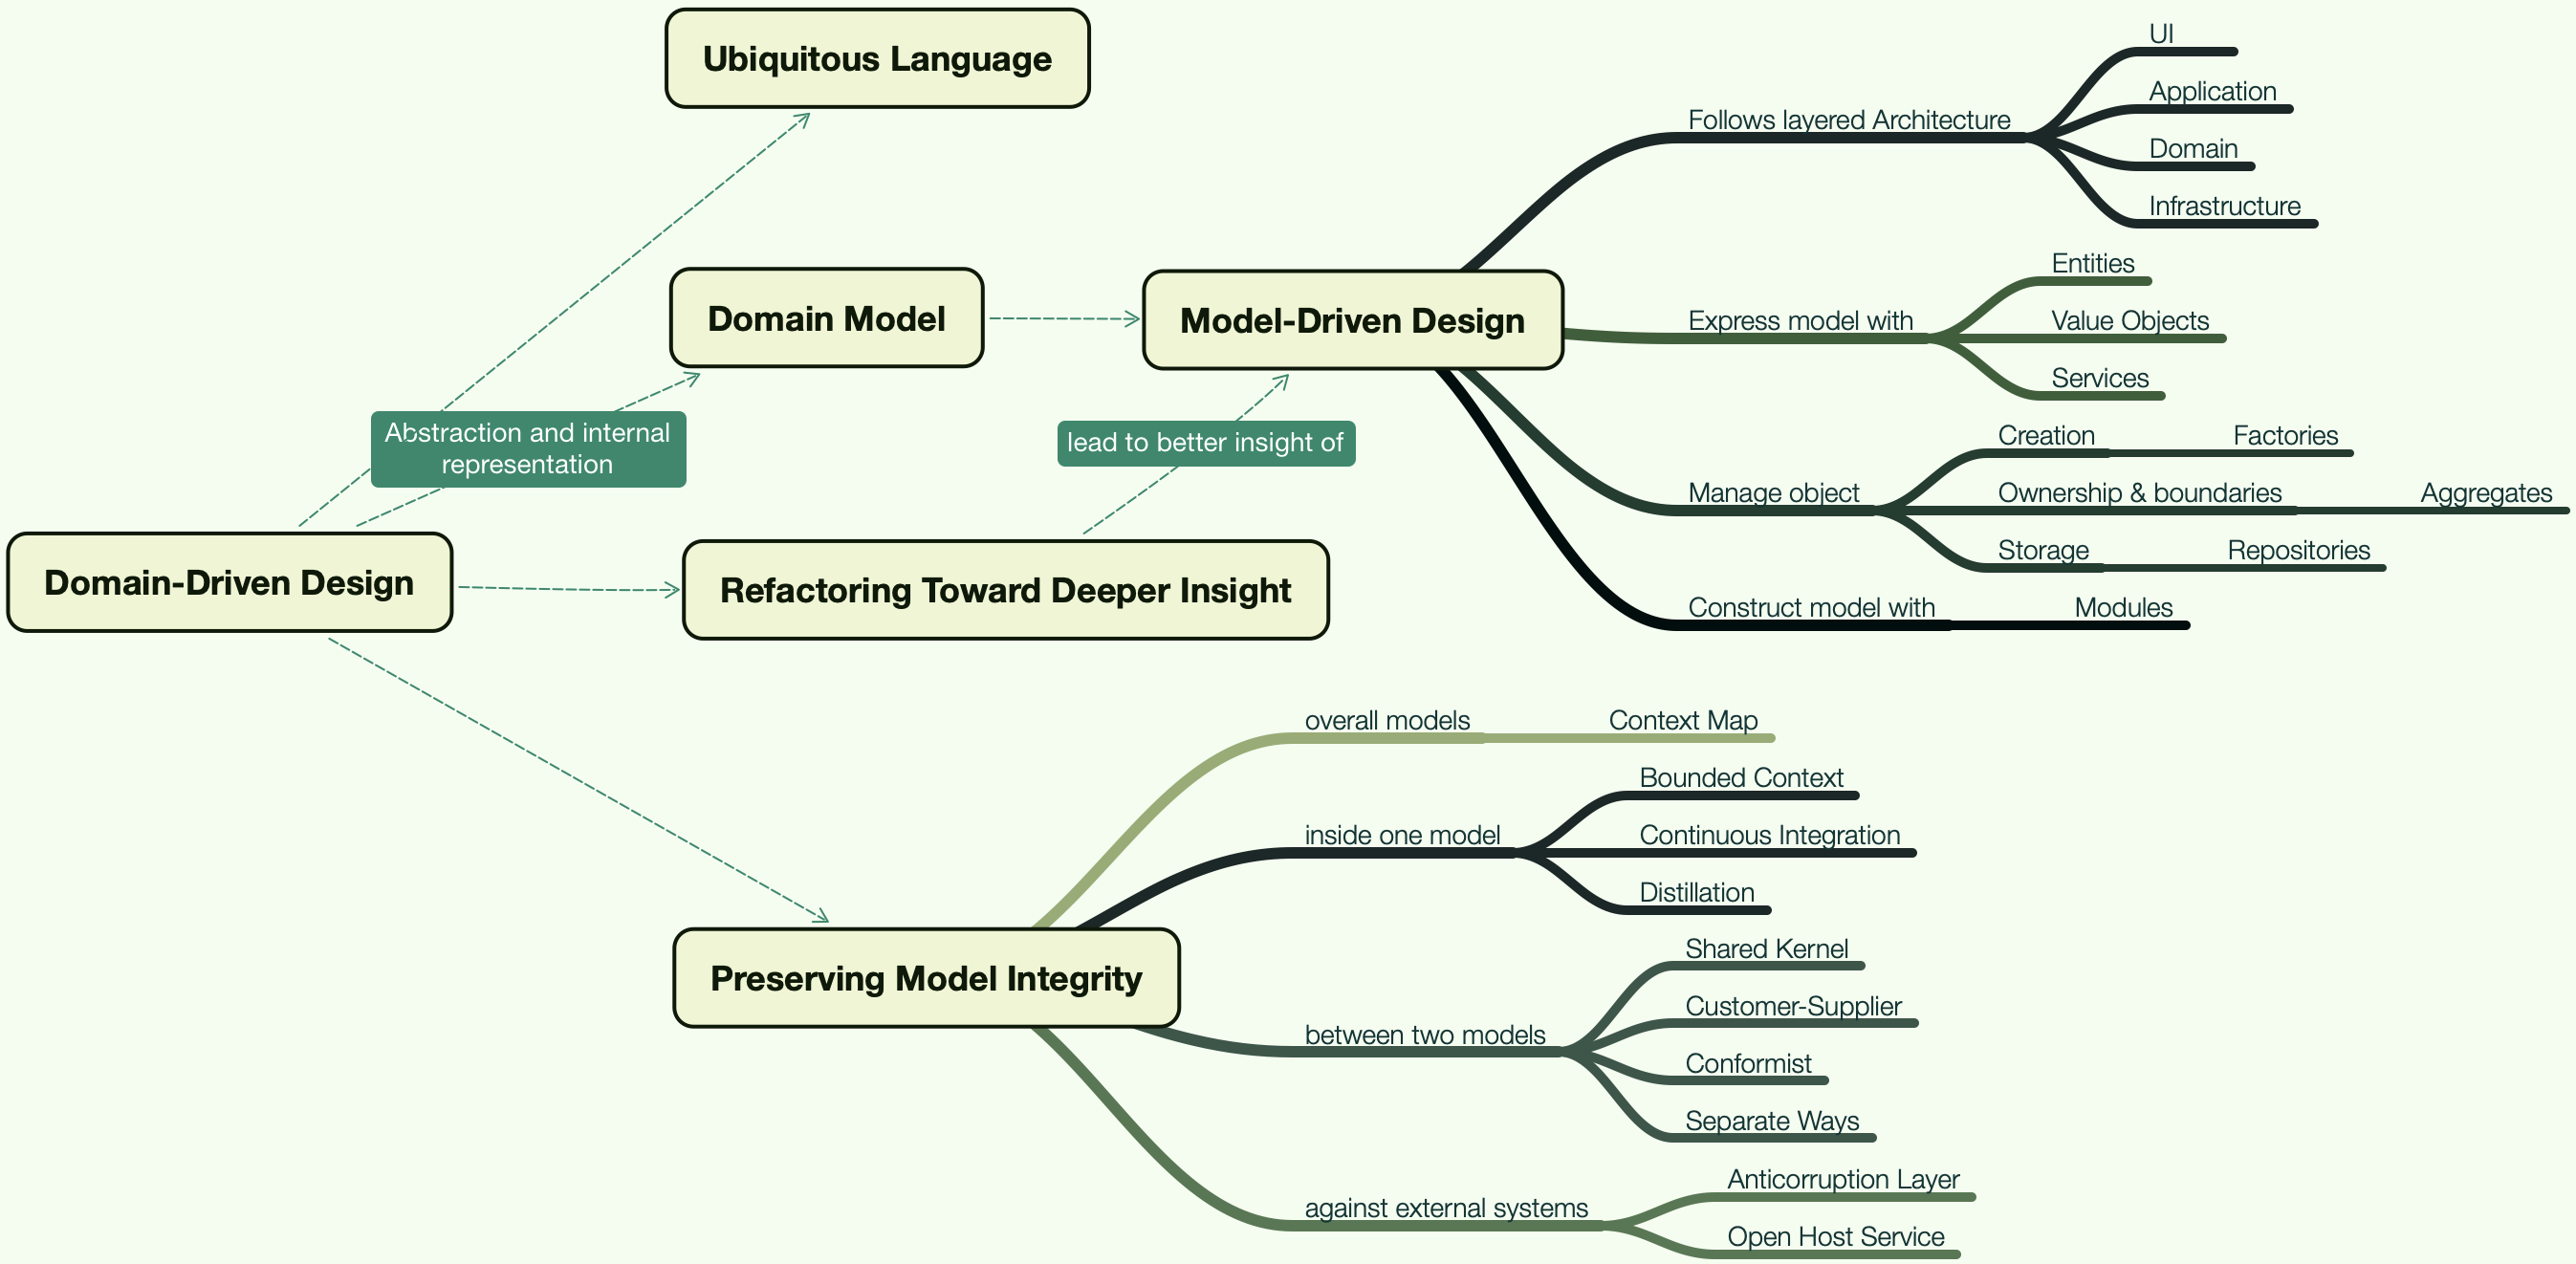 Ubiquitous Language
Domain Model
Abstraction and internal
representation
Domain-Driven Design
Refactoring Toward Deeper Insight
lead to better insight of
Model-Driven Design
Follows layered Architecture
UI
Application
Domain
Infrastructure
Express model with
Entities
Value Objects
Services
Manage object
Creation
Factories
Ownership & boundaries
Aggregates
Storage
Repositories
Construct model with
Modules
Preserving Model Integrity
overall models
Context Map
inside one model
Bounded Context
Continuous Integration
Distillation
between two models
Shared Kernel
Customer-Supplier
Conformist
Separate Ways
against external systems
Anticorruption Layer
Open Host Service